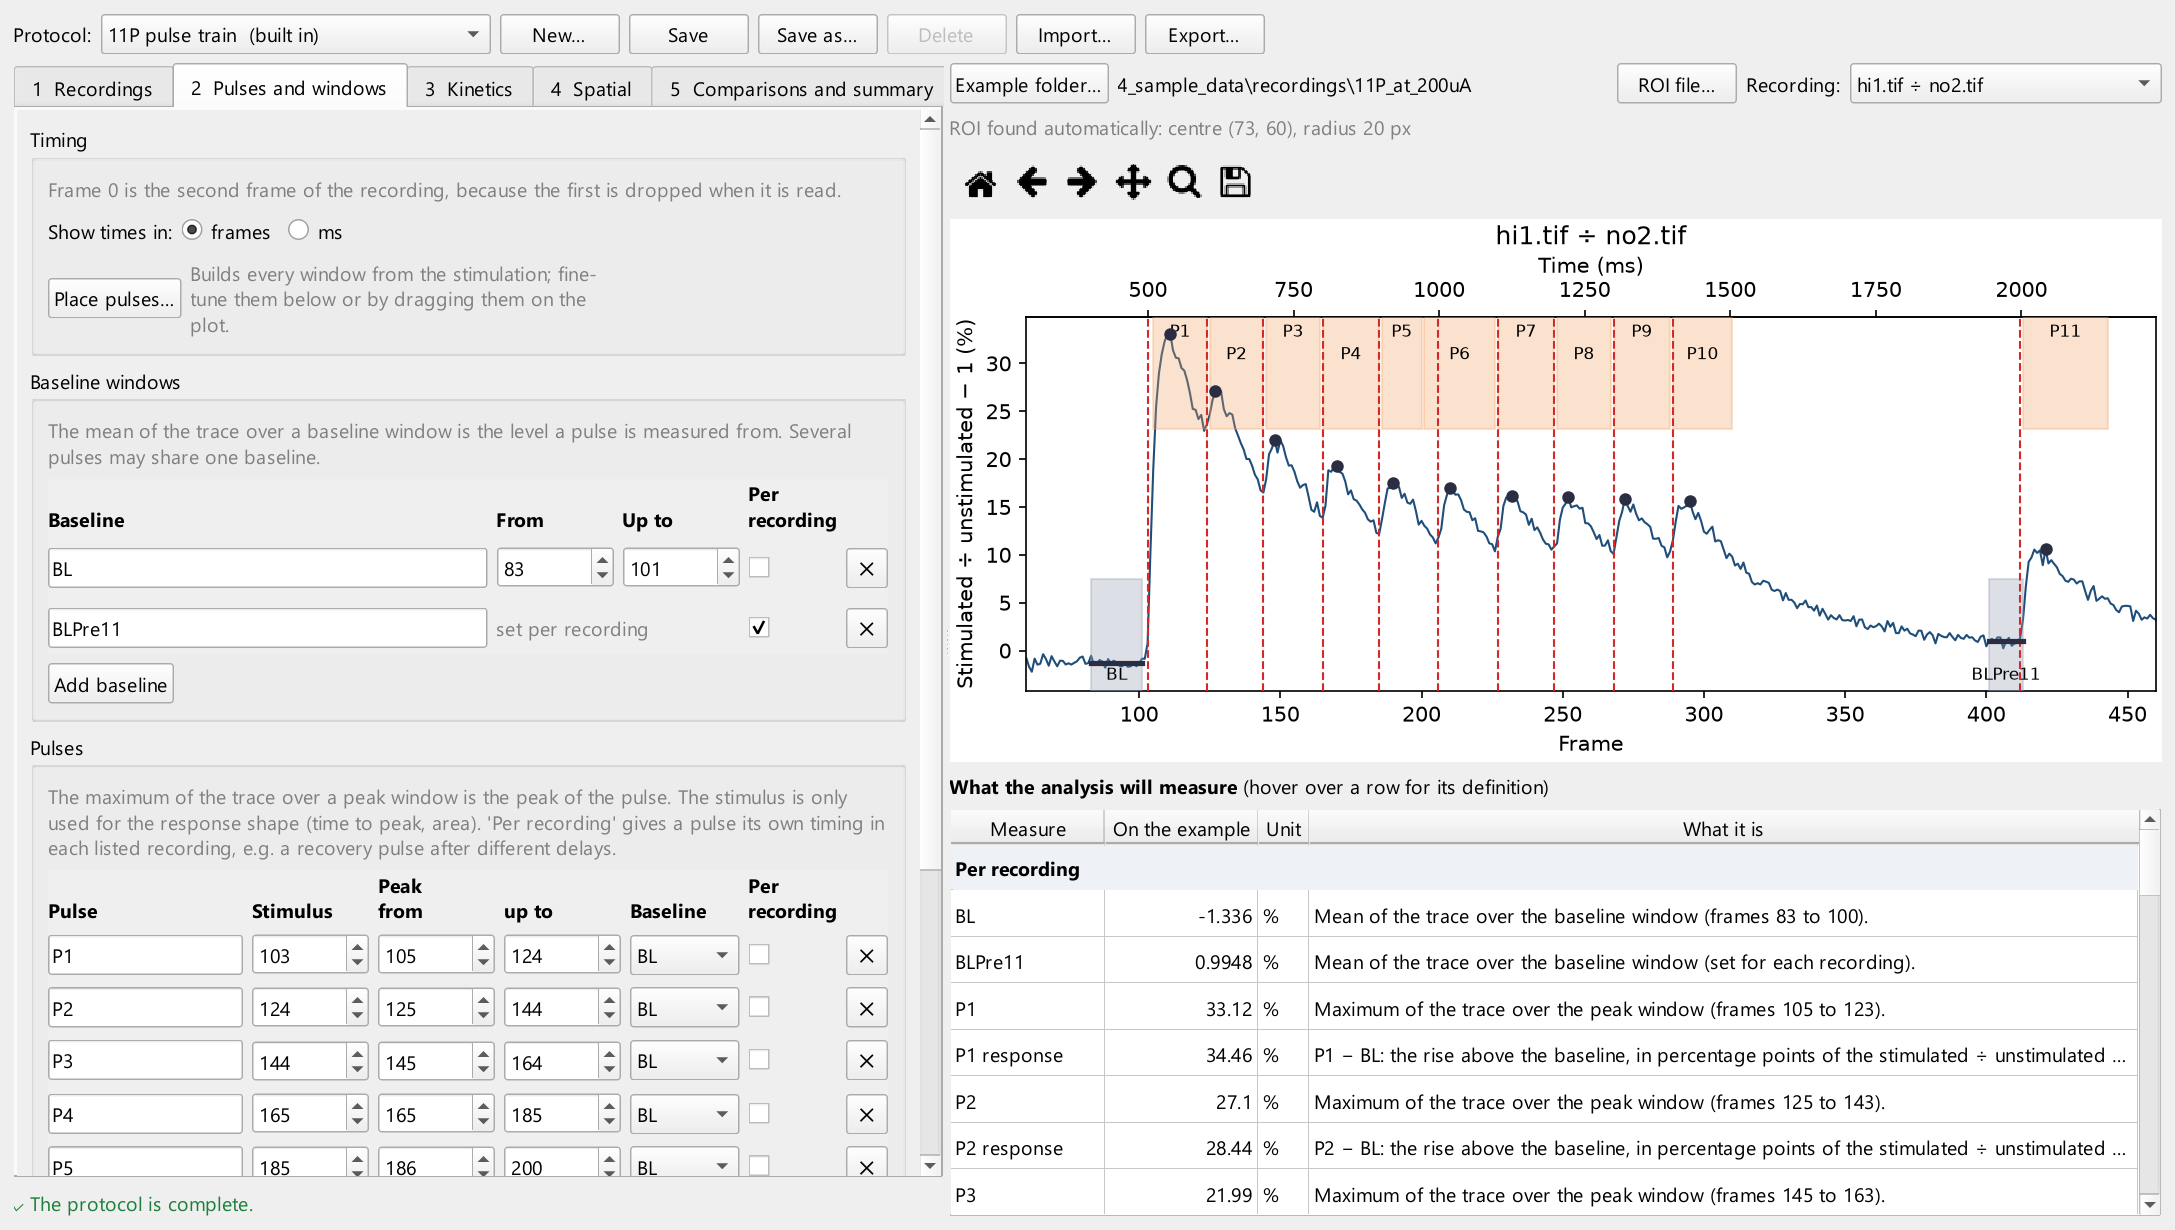 Protocol: 11P pulse train (built in) New... Save Save as... Delete Import... Export...
1 Recordings 2 Pulses and windows 3 Kinetics 4 Spatial 5 Comparisons and summary
Timing
Frame 0 is the second frame of the recording, because the first is dropped when it is read.
Show times in: frames ms
Place pulses...
Builds every window from the stimulation; fine-
tune them below or by dragging them on the
plot.
Baseline windows
The mean of the trace over a baseline window is the level a pulse is measured from. Several
pulses may share one baseline.
Baseline From Up to Per recording
BL 83 101 ×
BLPre11 set per recording ×
Add baseline
Pulses
The maximum of the trace over a peak window is the peak of the pulse. The stimulus is only
used for the response shape (time to peak, area). 'Per recording' gives a pulse its own timing in
each listed recording, e.g. a recovery pulse after different delays.
Pulse Stimulus Peak from up to Baseline Per recording
P1 103 105 124 BL ×
P2 124 125 144 BL ×
P3 144 145 164 BL ×
P4 165 165 185 BL ×
P5 185 186 200 BL ×
✓ The protocol is complete.
Example folder... 4_sample_data\recordings\11P_at_200uA ROI file... Recording: hi1.tif ÷ no2.tif
ROI found automatically: centre (73, 60), radius 20 px
hi1.tif ÷ no2.tif
Time (ms)
500 750 1000 1250 1500 1750 2000
Stimulated ÷ unstimulated − 1 (%)
30
25
20
15
10
5
0
P1 P3 P5 P7 P9 P11
P2 P4 P6 P8 P10
BL BLPre11
100 150 200 250 300 350 400 450
Frame
What the analysis will measure (hover over a row for its definition)
Measure On the example Unit What it is
Per recording
BL -1.336 % Mean of the trace over the baseline window (frames 83 to 100).
BLPre11 0.9948 % Mean of the trace over the baseline window (set for each recording).
P1 33.12 % Maximum of the trace over the peak window (frames 105 to 123).
P1 response 34.46 % P1 − BL: the rise above the baseline, in percentage points of the stimulated ÷ unstimulated ...
P2 27.1 % Maximum of the trace over the peak window (frames 125 to 143).
P2 response 28.44 % P2 − BL: the rise above the baseline, in percentage points of the stimulated ÷ unstimulated ...
P3 21.99 % Maximum of the trace over the peak window (frames 145 to 163).